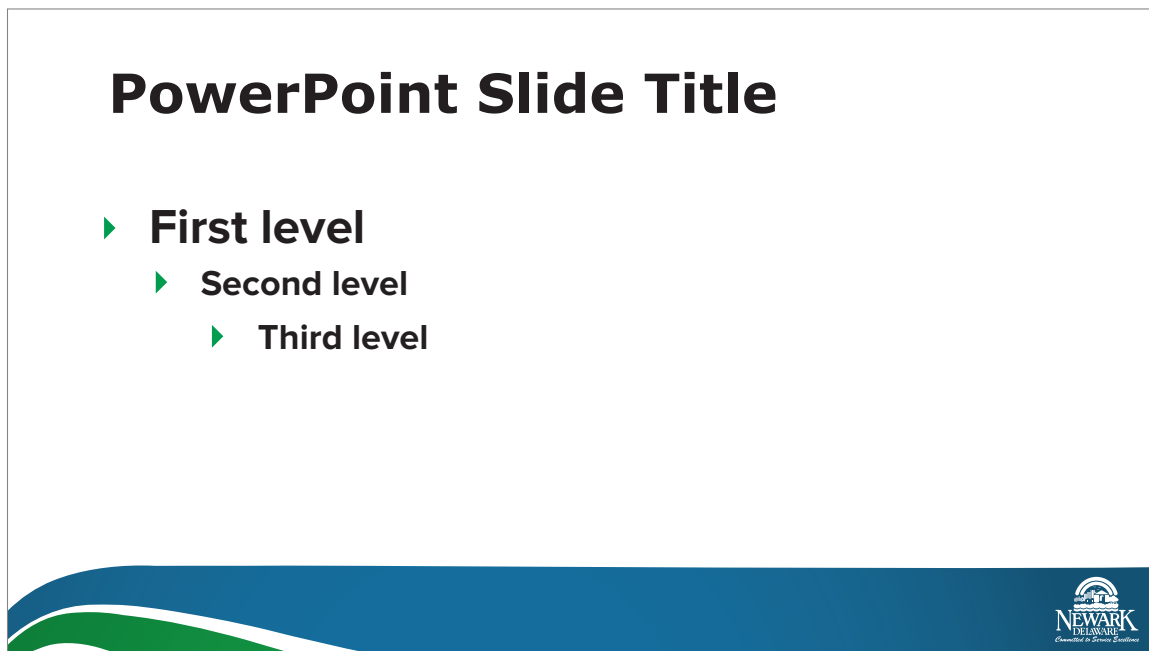 PowerPoint Slide Title
First level
Second level
Third level
NEWARK
DELAWARE
Committed to Service Excellence